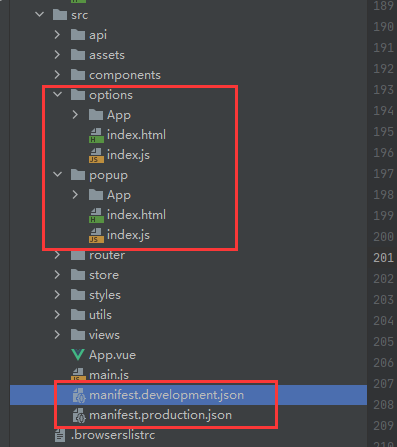 src
api
assets
components
options
App
index.html
index.js
popup
App
index.html
index.js
router
store
styles
utils
views
App.vue
main.js
manifest.development.json
manifest.production.json
.browserslistrc
189
190
191
192
193
194
195
196
197
198
199
200
201
202
203
204
205
206
207
208
209
210